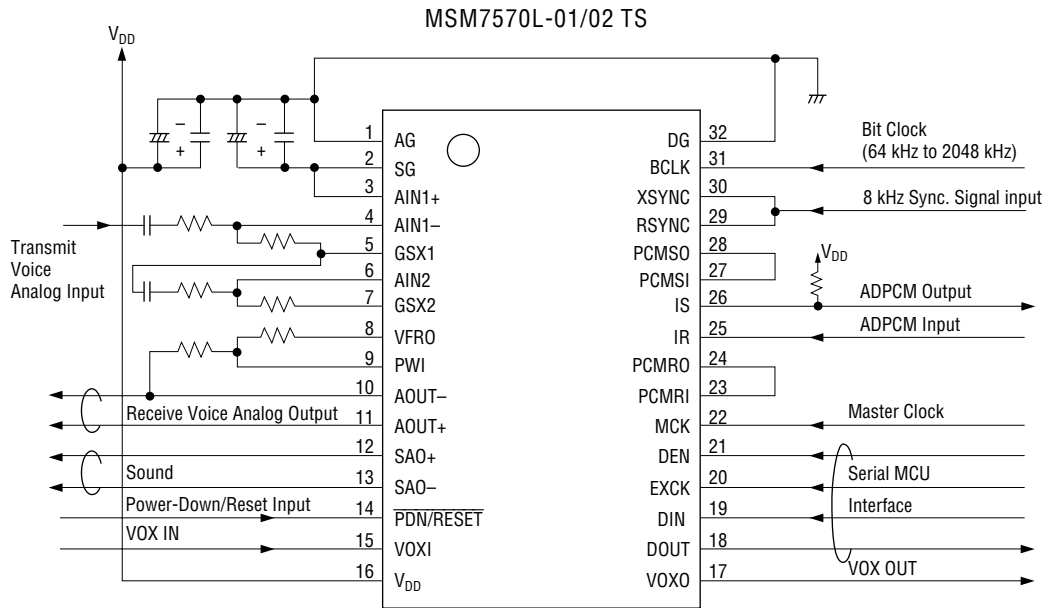 MSM7570L-01/02 TS
VDD
– –
+ +
1 AG
2 SG
3 AIN1+
4 AIN1–
5 GSX1
6 AIN2
7 GSX2
8 VFRO
9 PWI
10 AOUT–
11 AOUT+
12 SAO+
13 SAO–
14 PDN/RESET
15 VOXI
16 VDD
DG 32
BCLK 31
XSYNC 30
RSYNC 29
PCMSO 28
PCMSI 27
IS 26
IR 25
PCMRO 24
PCMRI 23
MCK 22
DEN 21
EXCK 20
DIN 19
DOUT 18
VOXO 17
Transmit
Voice
Analog Input
Receive Voice Analog Output
Sound
Power-Down/Reset Input
VOX IN
Bit Clock
(64 kHz to 2048 kHz)
8 kHz Sync. Signal input
VDD
ADPCM Output
ADPCM Input
Master Clock
Serial MCU
Interface
VOX OUT